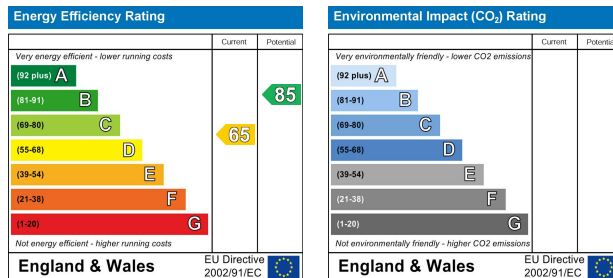 Energy Efficiency Rating
Current Potential
Very energy efficient - lower running costs
(92 plus) A
(81-91) B
85
(69-80) C
65
(55-68) D
(39-54) E
(21-38) F
(1-20) G
Not energy efficient - higher running costs
England & Wales
EU Directive
2002/91/EC
Environmental Impact (CO₂) Rating
Current Potential
Very environmentally friendly - lower CO2 emissions
(92 plus) A
(81-91) B
(69-80) C
(55-68) D
(39-54) E
(21-38) F
(1-20) G
Not environmentally friendly - higher CO2 emissions
England & Wales
EU Directive
2002/91/EC